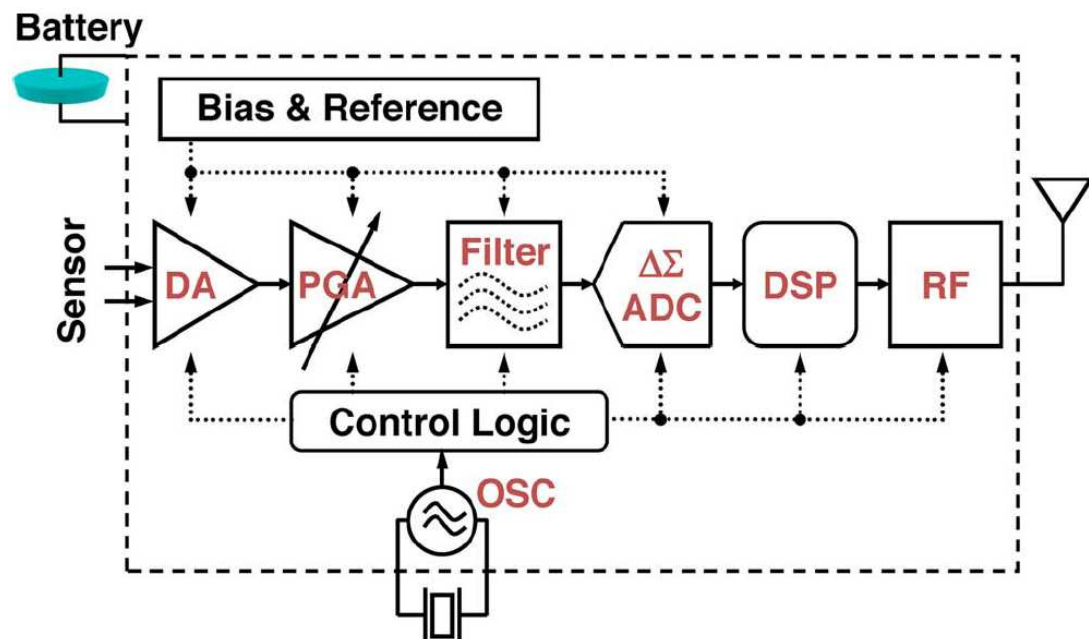 Battery
Bias & Reference
Sensor
DA
PGA
Filter
ΔΣ
ADC
DSP
RF
Control Logic
OSC